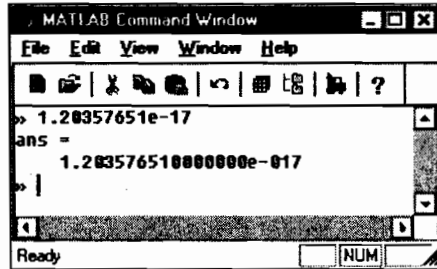 MATLAB Command Window
File Edit View Window Help
?
» 1.20357651e-17
ans =
1.203576510000000e-017
»
Ready NUM